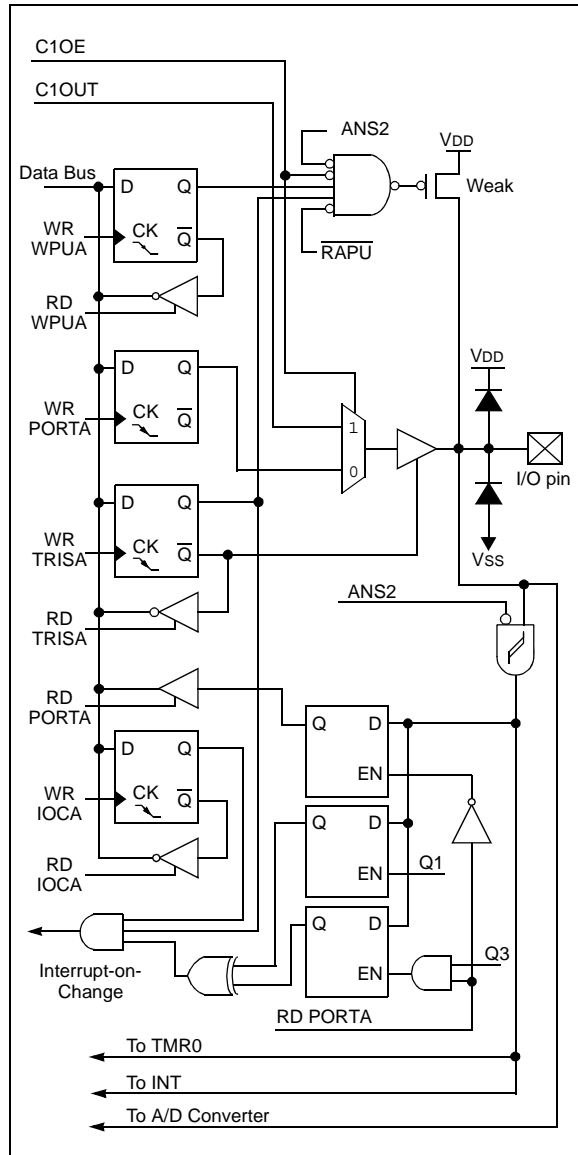 C1OE
C1OUT
ANS2
VDD
Data Bus
D Q
Weak
WR
WPUA
CK
Q
RAPU
RD
WPUA
VDD
D Q
WR
PORTA
CK
Q
1
0
I/O pin
D Q
WR
TRISA
CK
Q
VSS
ANS2
RD
TRISA
RD
PORTA
Q D
EN
D Q
WR
IOCA
CK
Q
Q D
EN
Q1
RD
IOCA
Q D
EN
Q3
Interrupt-on-
Change
RD PORTA
To TMR0
To INT
To A/D Converter